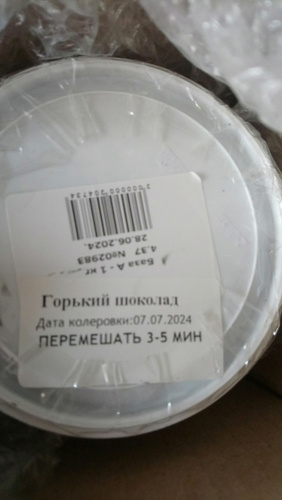 Горький шоколад
Дата колеровки:07.07.2024
ПЕРЕМЕШАТЬ 3-5 МИН
База А - 1 кг
4.37 №02983
28.06.2024.
2000000204734